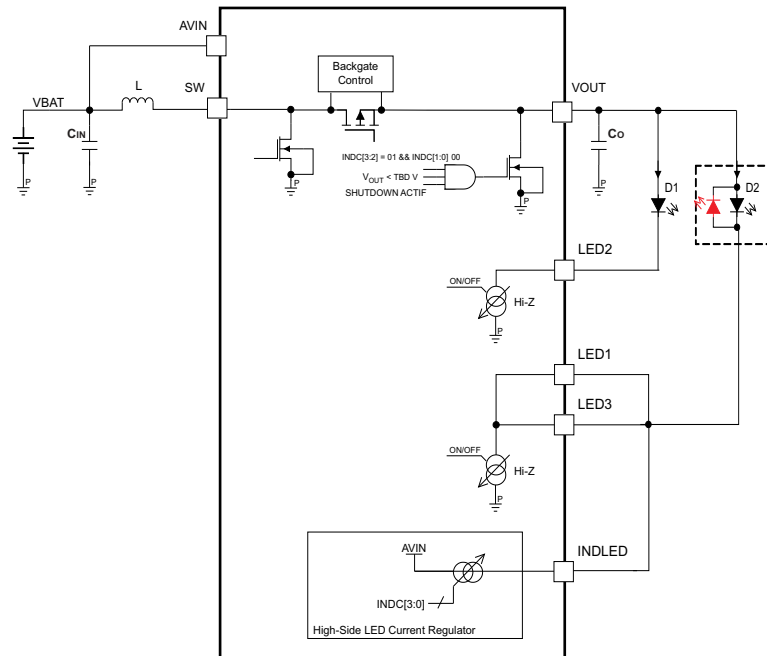 AVIN
Backgate
Control
L
SW
VOUT
VBAT
CIN
CO
P
P
P
P
P
INDC[3:2] = 01 && INDC[1:0] 00
VOUT < TBD V
SHUTDOWN ACTIF
D1
D2
LED2
ON/OFF
Hi-Z
P
LED1
LED3
ON/OFF
Hi-Z
P
INDLED
AVIN
INDC[3:0]
High-Side LED Current Regulator